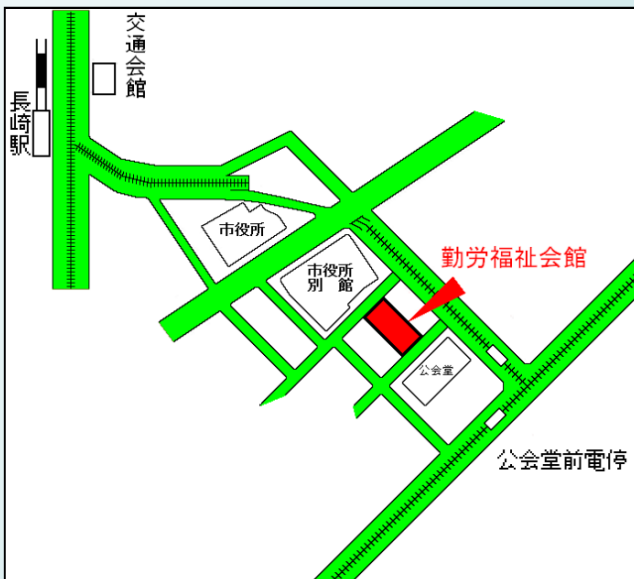 交通会館
長崎駅
市役所
市役所
別館
勤労福祉会館
公会堂
公会堂前電停